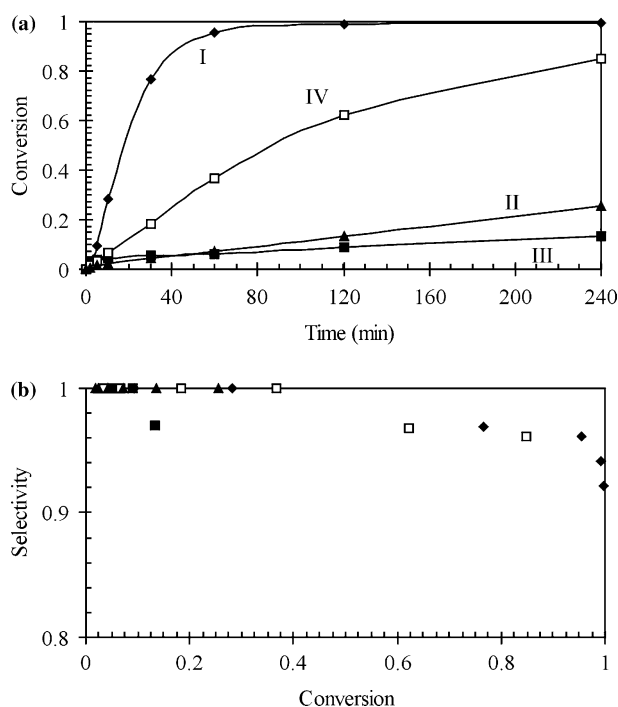 (a)
1
0.8
0.6
0.4
0.2
0
Conversion
I
IV
II
III
0 40 80 120 160 200 240
Time (min)
(b)
1
0.9
0.8
Selectivity
0 0.2 0.4 0.6 0.8 1
Conversion